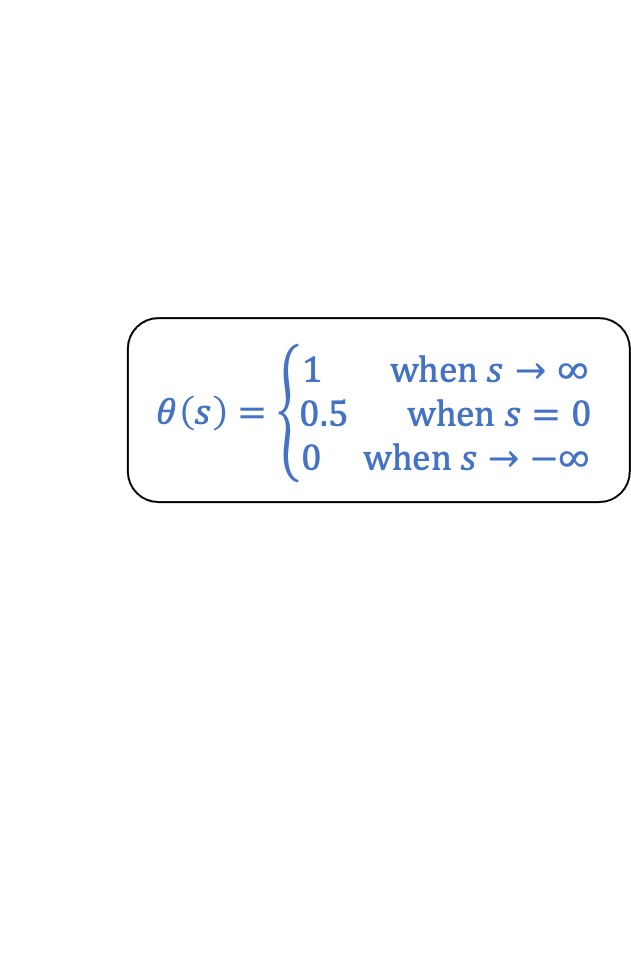 θ(s) = { 1 when s → ∞
0.5 when s = 0
0 when s → −∞